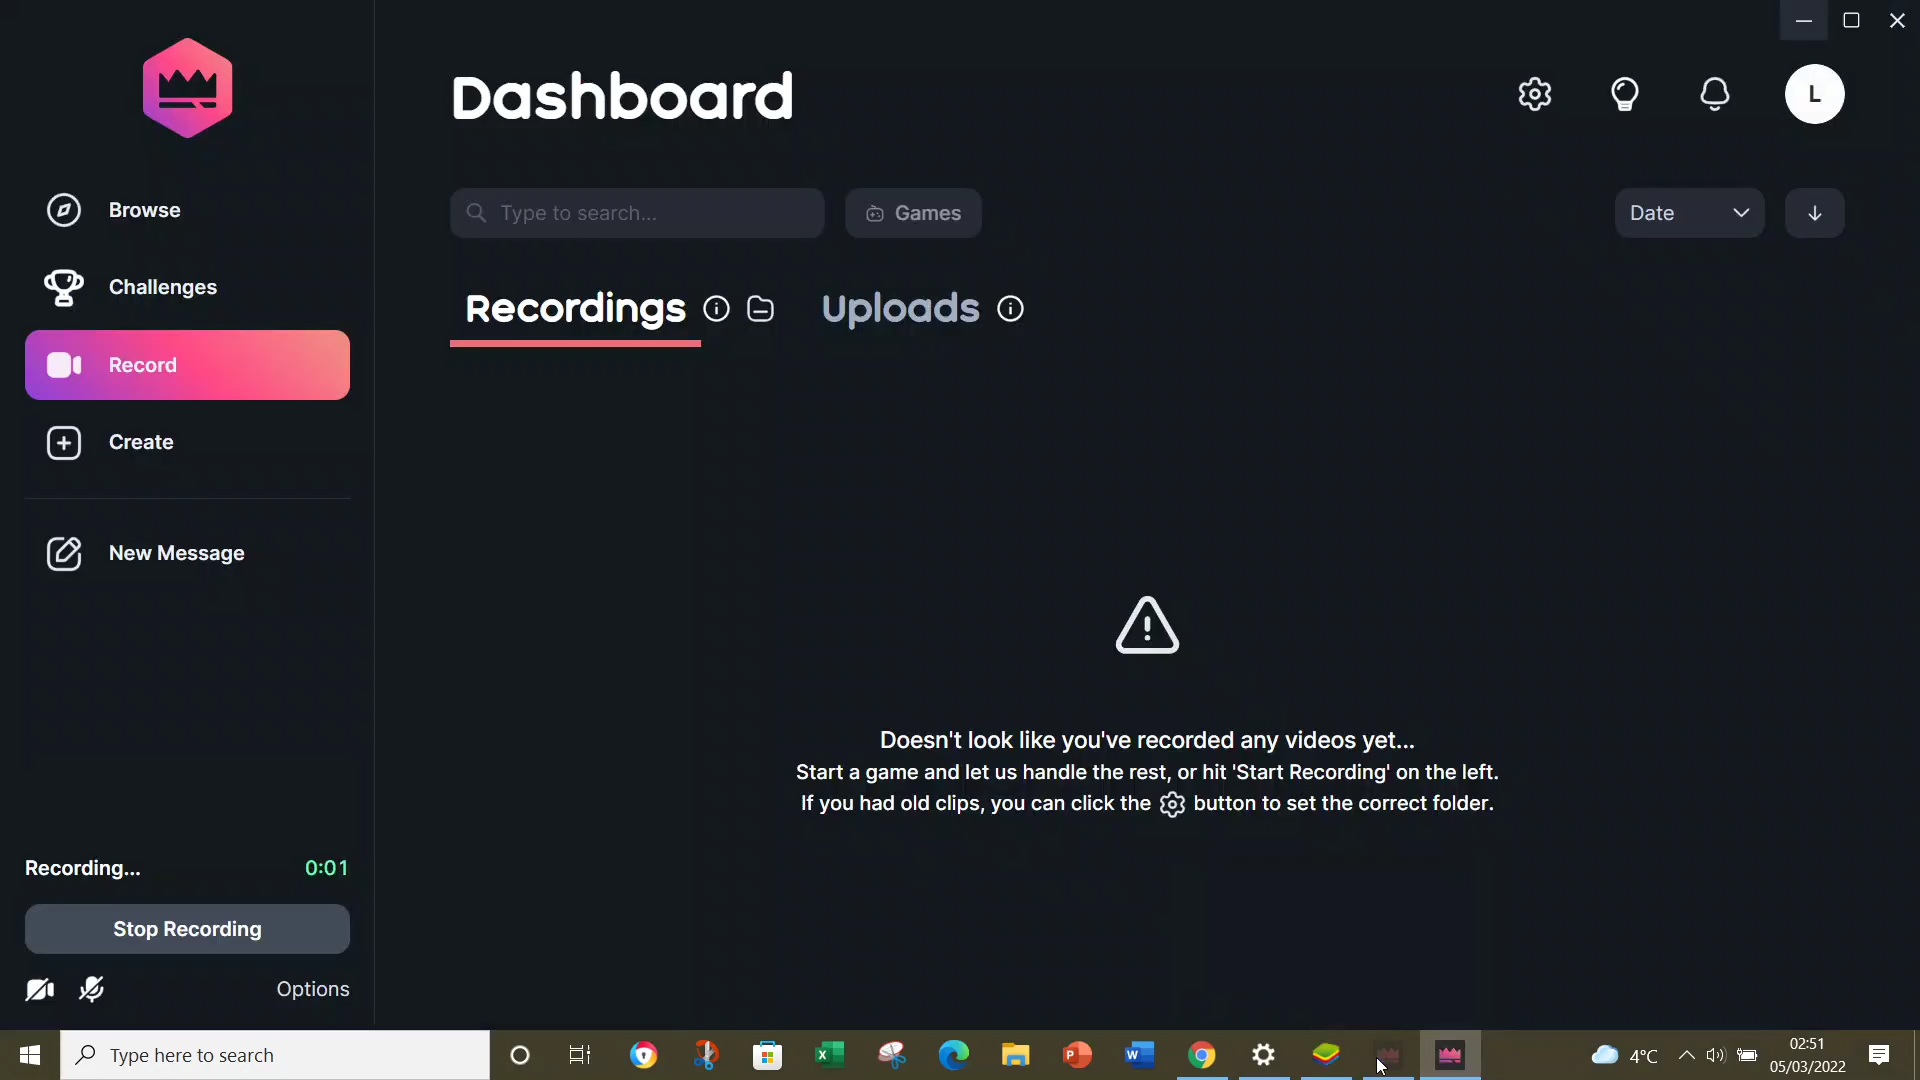 Dashboard
L
Browse
Type to search...
Games
Date
Challenges
Recordings
Uploads
Record
Create
New Message
Doesn't look like you've recorded any videos yet...
Start a game and let us handle the rest, or hit 'Start Recording' on the left.
If you had old clips, you can click the button to set the correct folder.
Recording... 0:01
Stop Recording
Options
Type here to search
4°C
02:51
05/03/2022